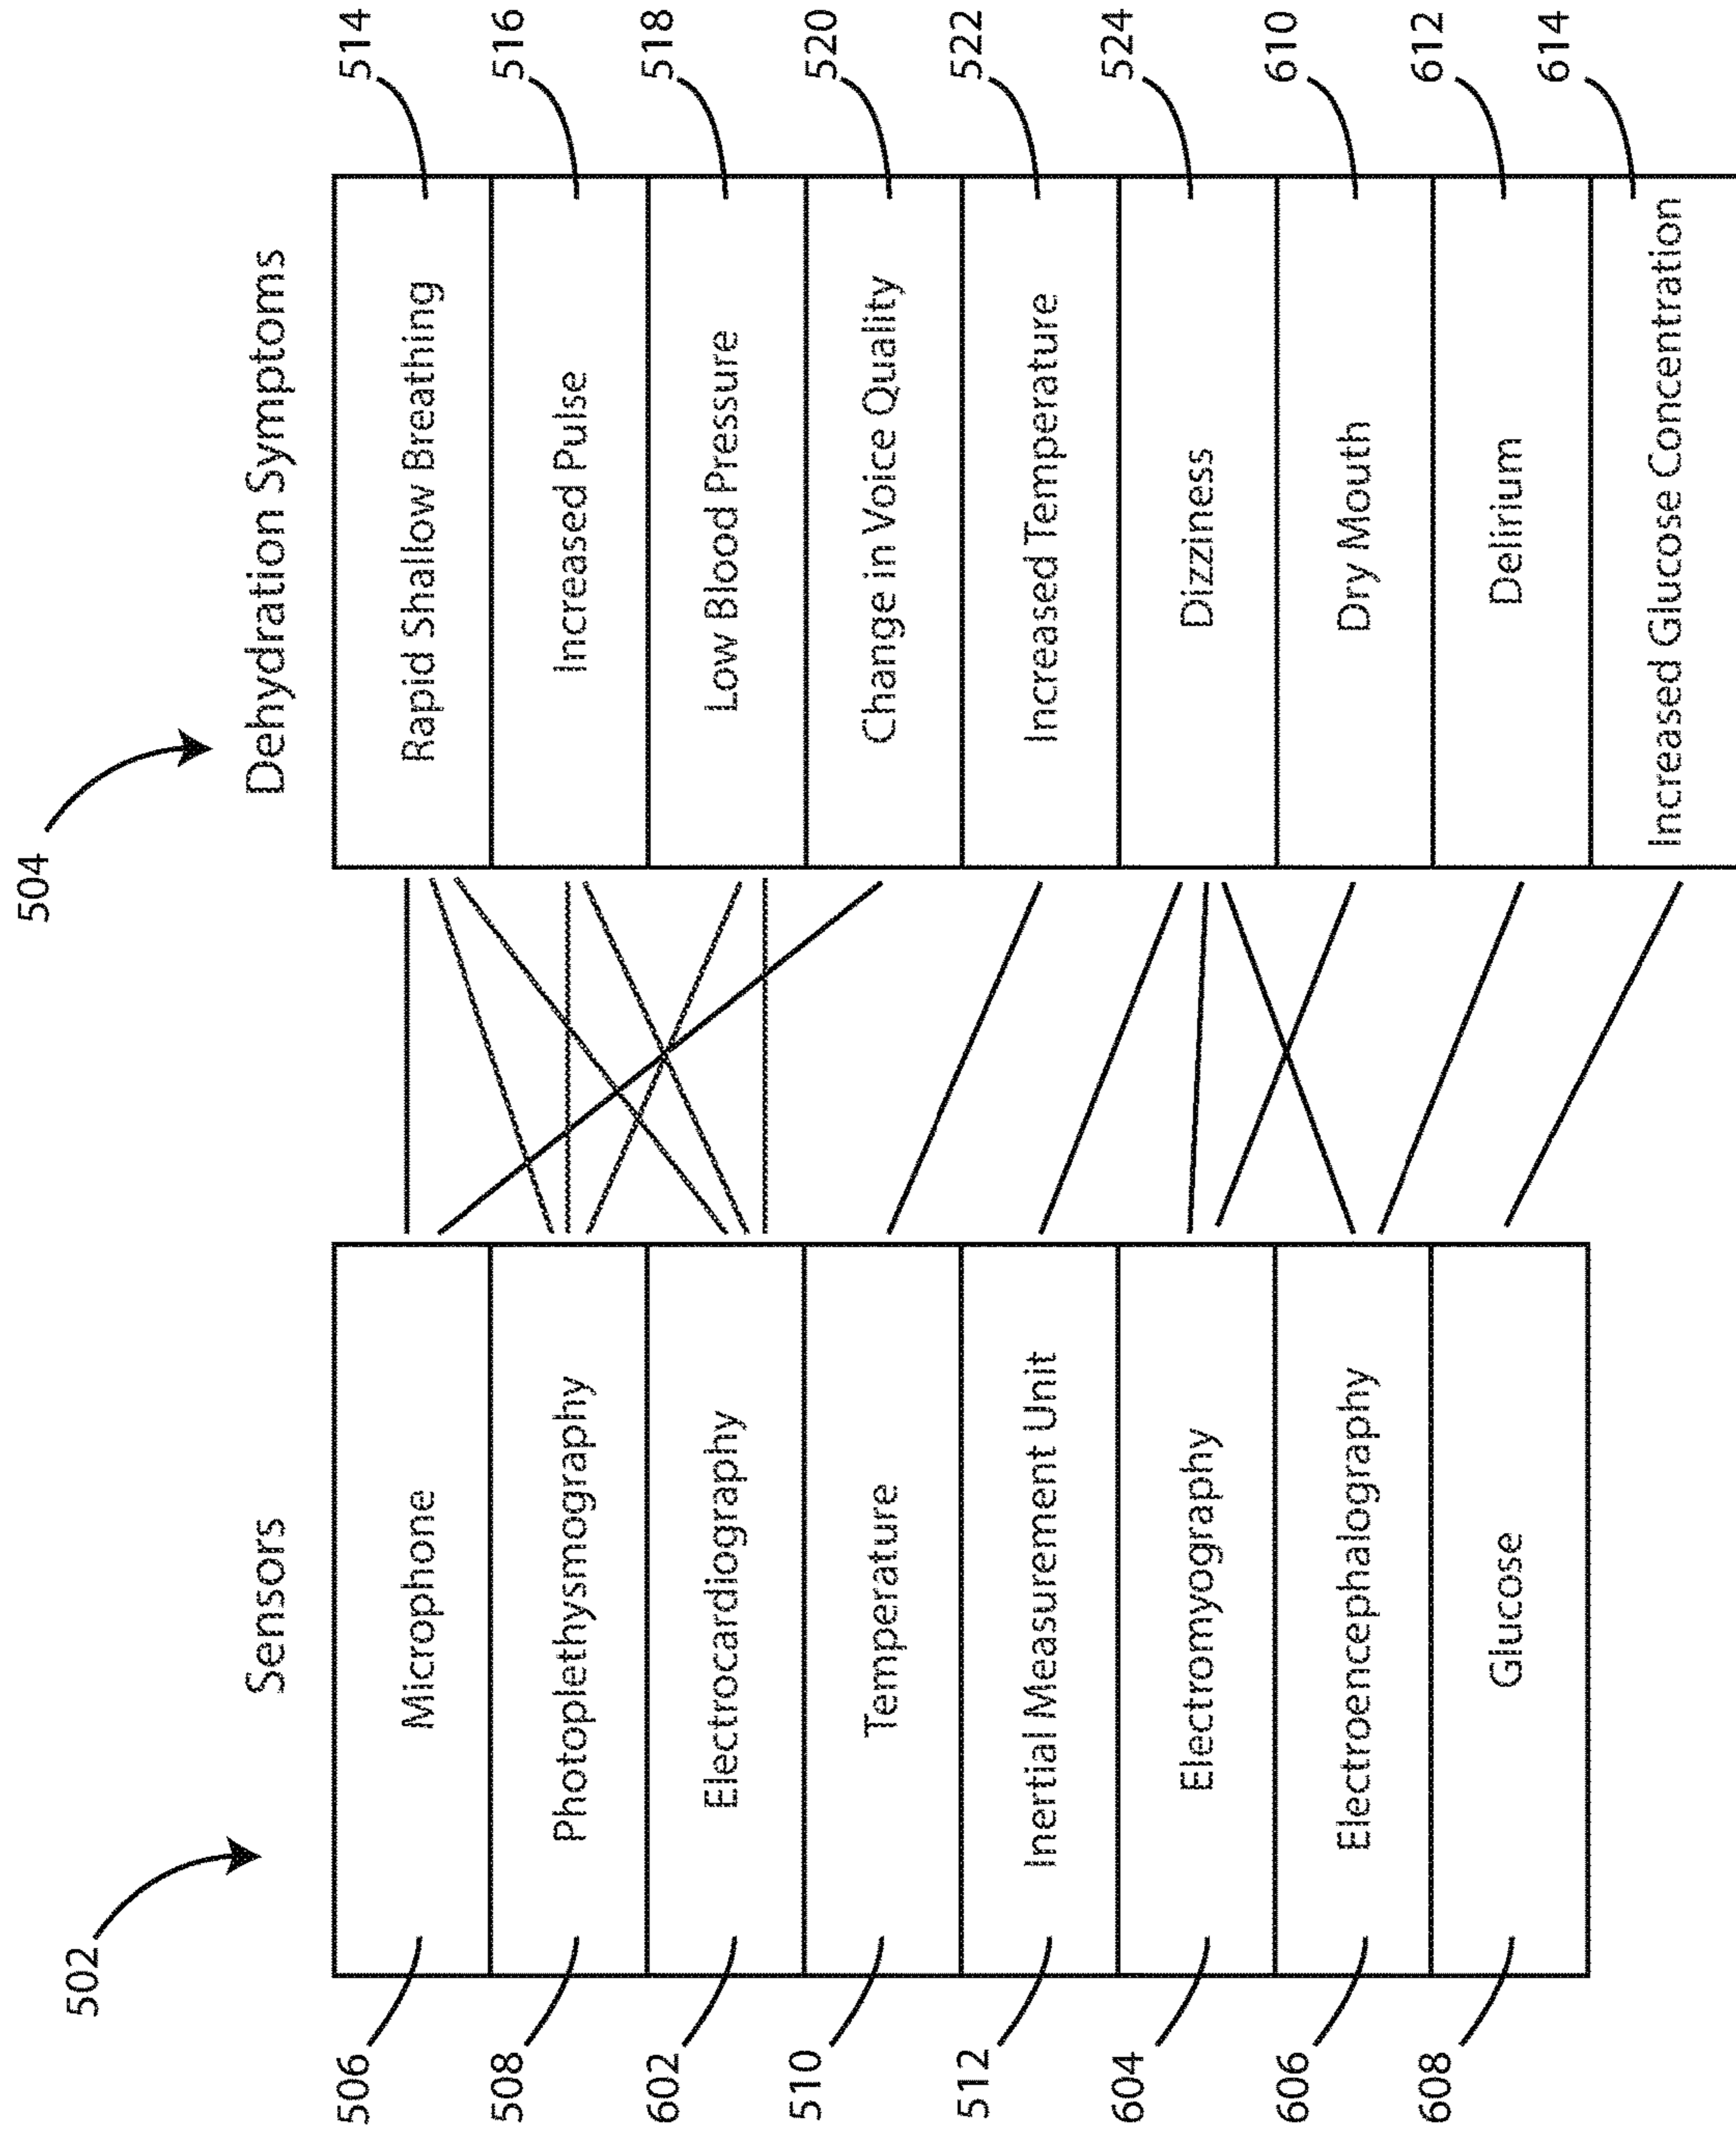 502
Sensors
506
Microphone
508
Photoplethysmography
602
Electrocardiography
510
Temperature
512
Inertial Measurement Unit
604
Electromyography
606
Electroencephalography
608
Glucose
504
Dehydration Symptoms
Rapid Shallow Breathing
514
Increased Pulse
516
Low Blood Pressure
518
Change in Voice Quality
520
Increased Temperature
522
Dizziness
524
Dry Mouth
610
Delirium
612
Increased Glucose Concentration
614